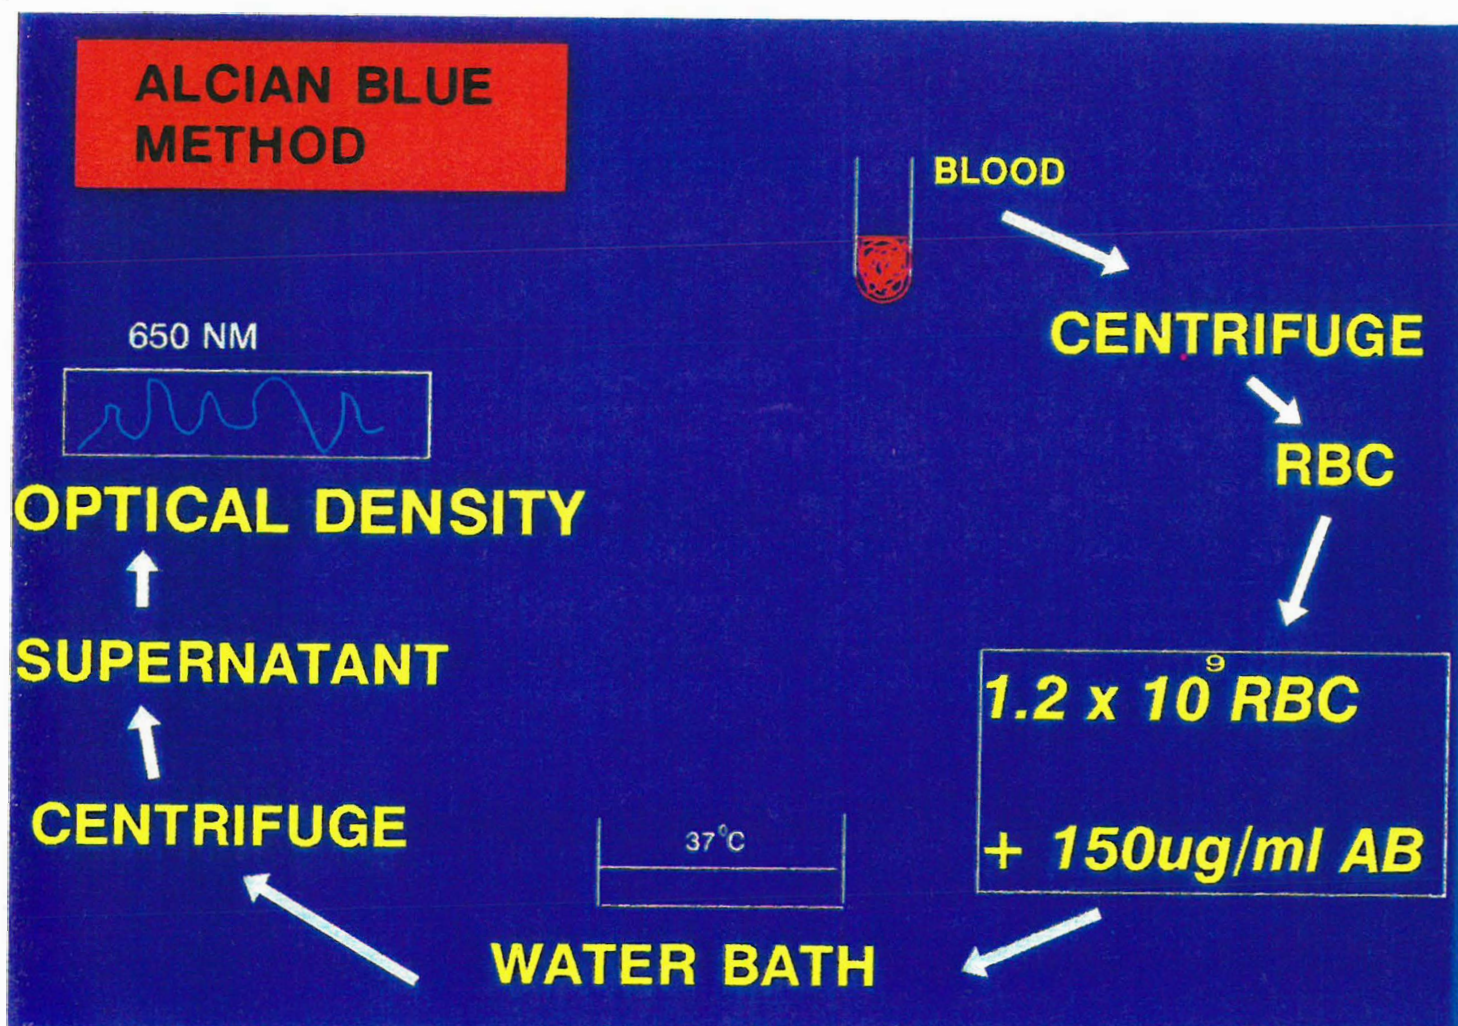 ALCIAN BLUE
METHOD
BLOOD
CENTRIFUGE
RBC
1.2 x 10⁹ RBC
+ 150ug/ml AB
37⁰C
WATER BATH
CENTRIFUGE
SUPERNATANT
OPTICAL DENSITY
650 NM